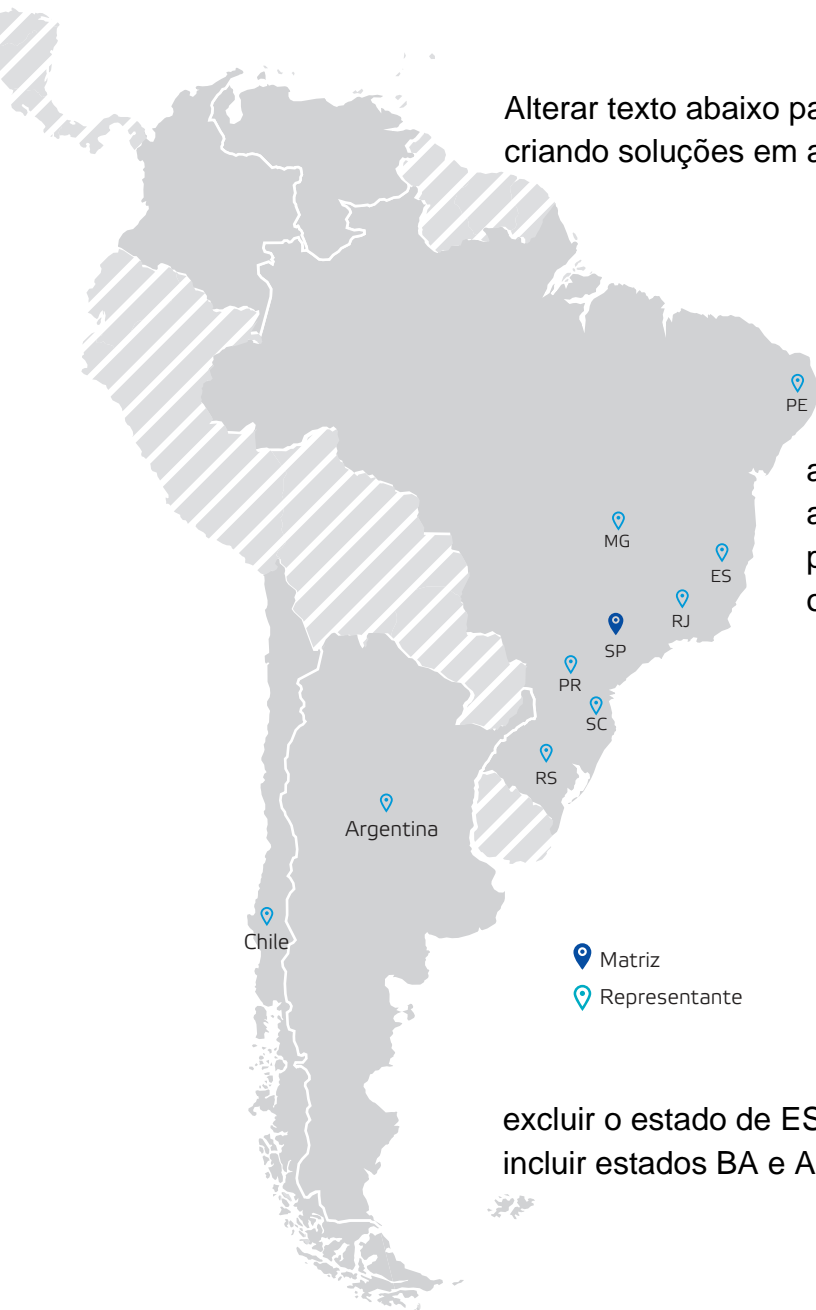 Alterar texto abaixo
criando soluções em
PE
MG
ES
RJ
SP
PR
SC
RS
Argentina
Chile
Matriz
Representante
excluir o estado de ES
incluir estados BA e